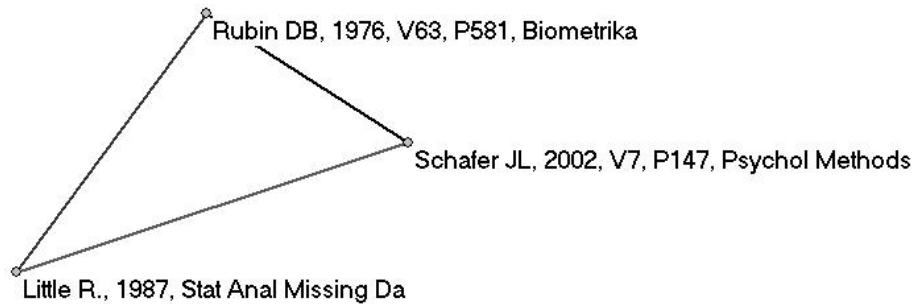 Rubin DB, 1976, V63, P581, Biometrika
Schafer JL, 2002, V7, P147, Psychol Methods
Little R., 1987, Stat Anal Missing Da